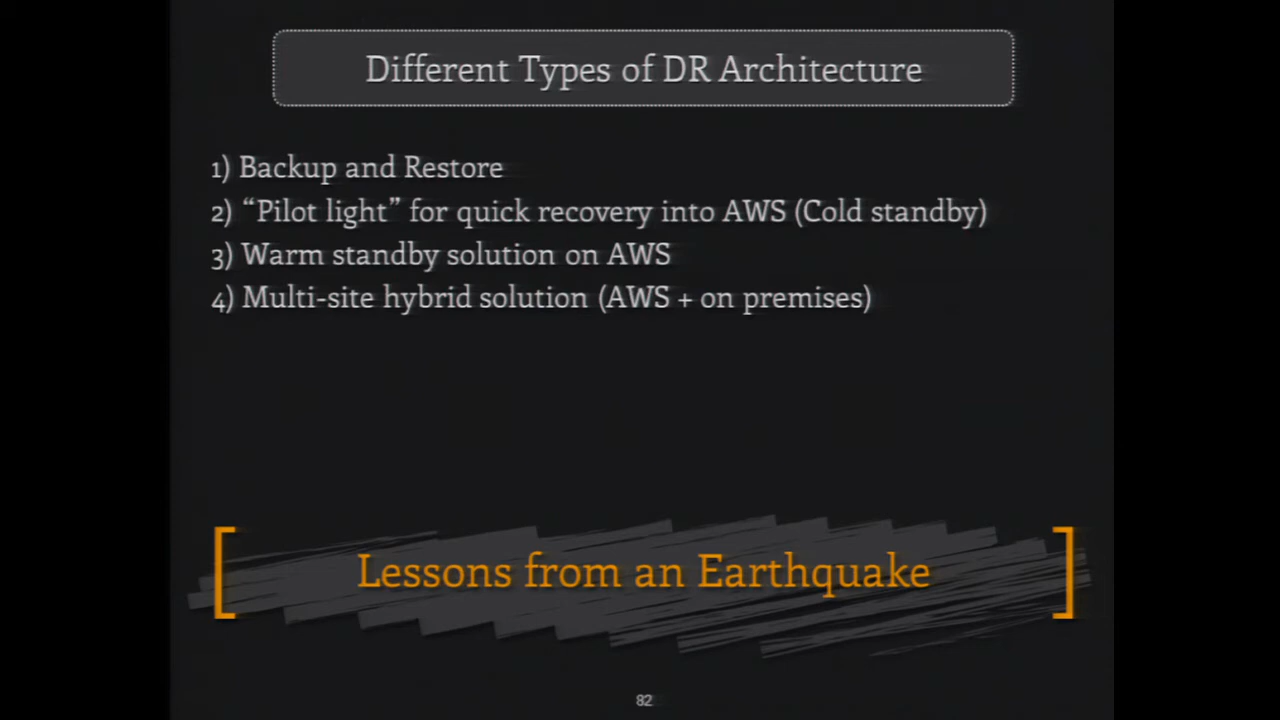 Different Types of DR Architecture
1) Backup and Restore
2) “Pilot light” for quick recovery into AWS (Cold standby)
3) Warm standby solution on AWS
4) Multi-site hybrid solution (AWS + on premises)
[ Lessons from an Earthquake ]
82